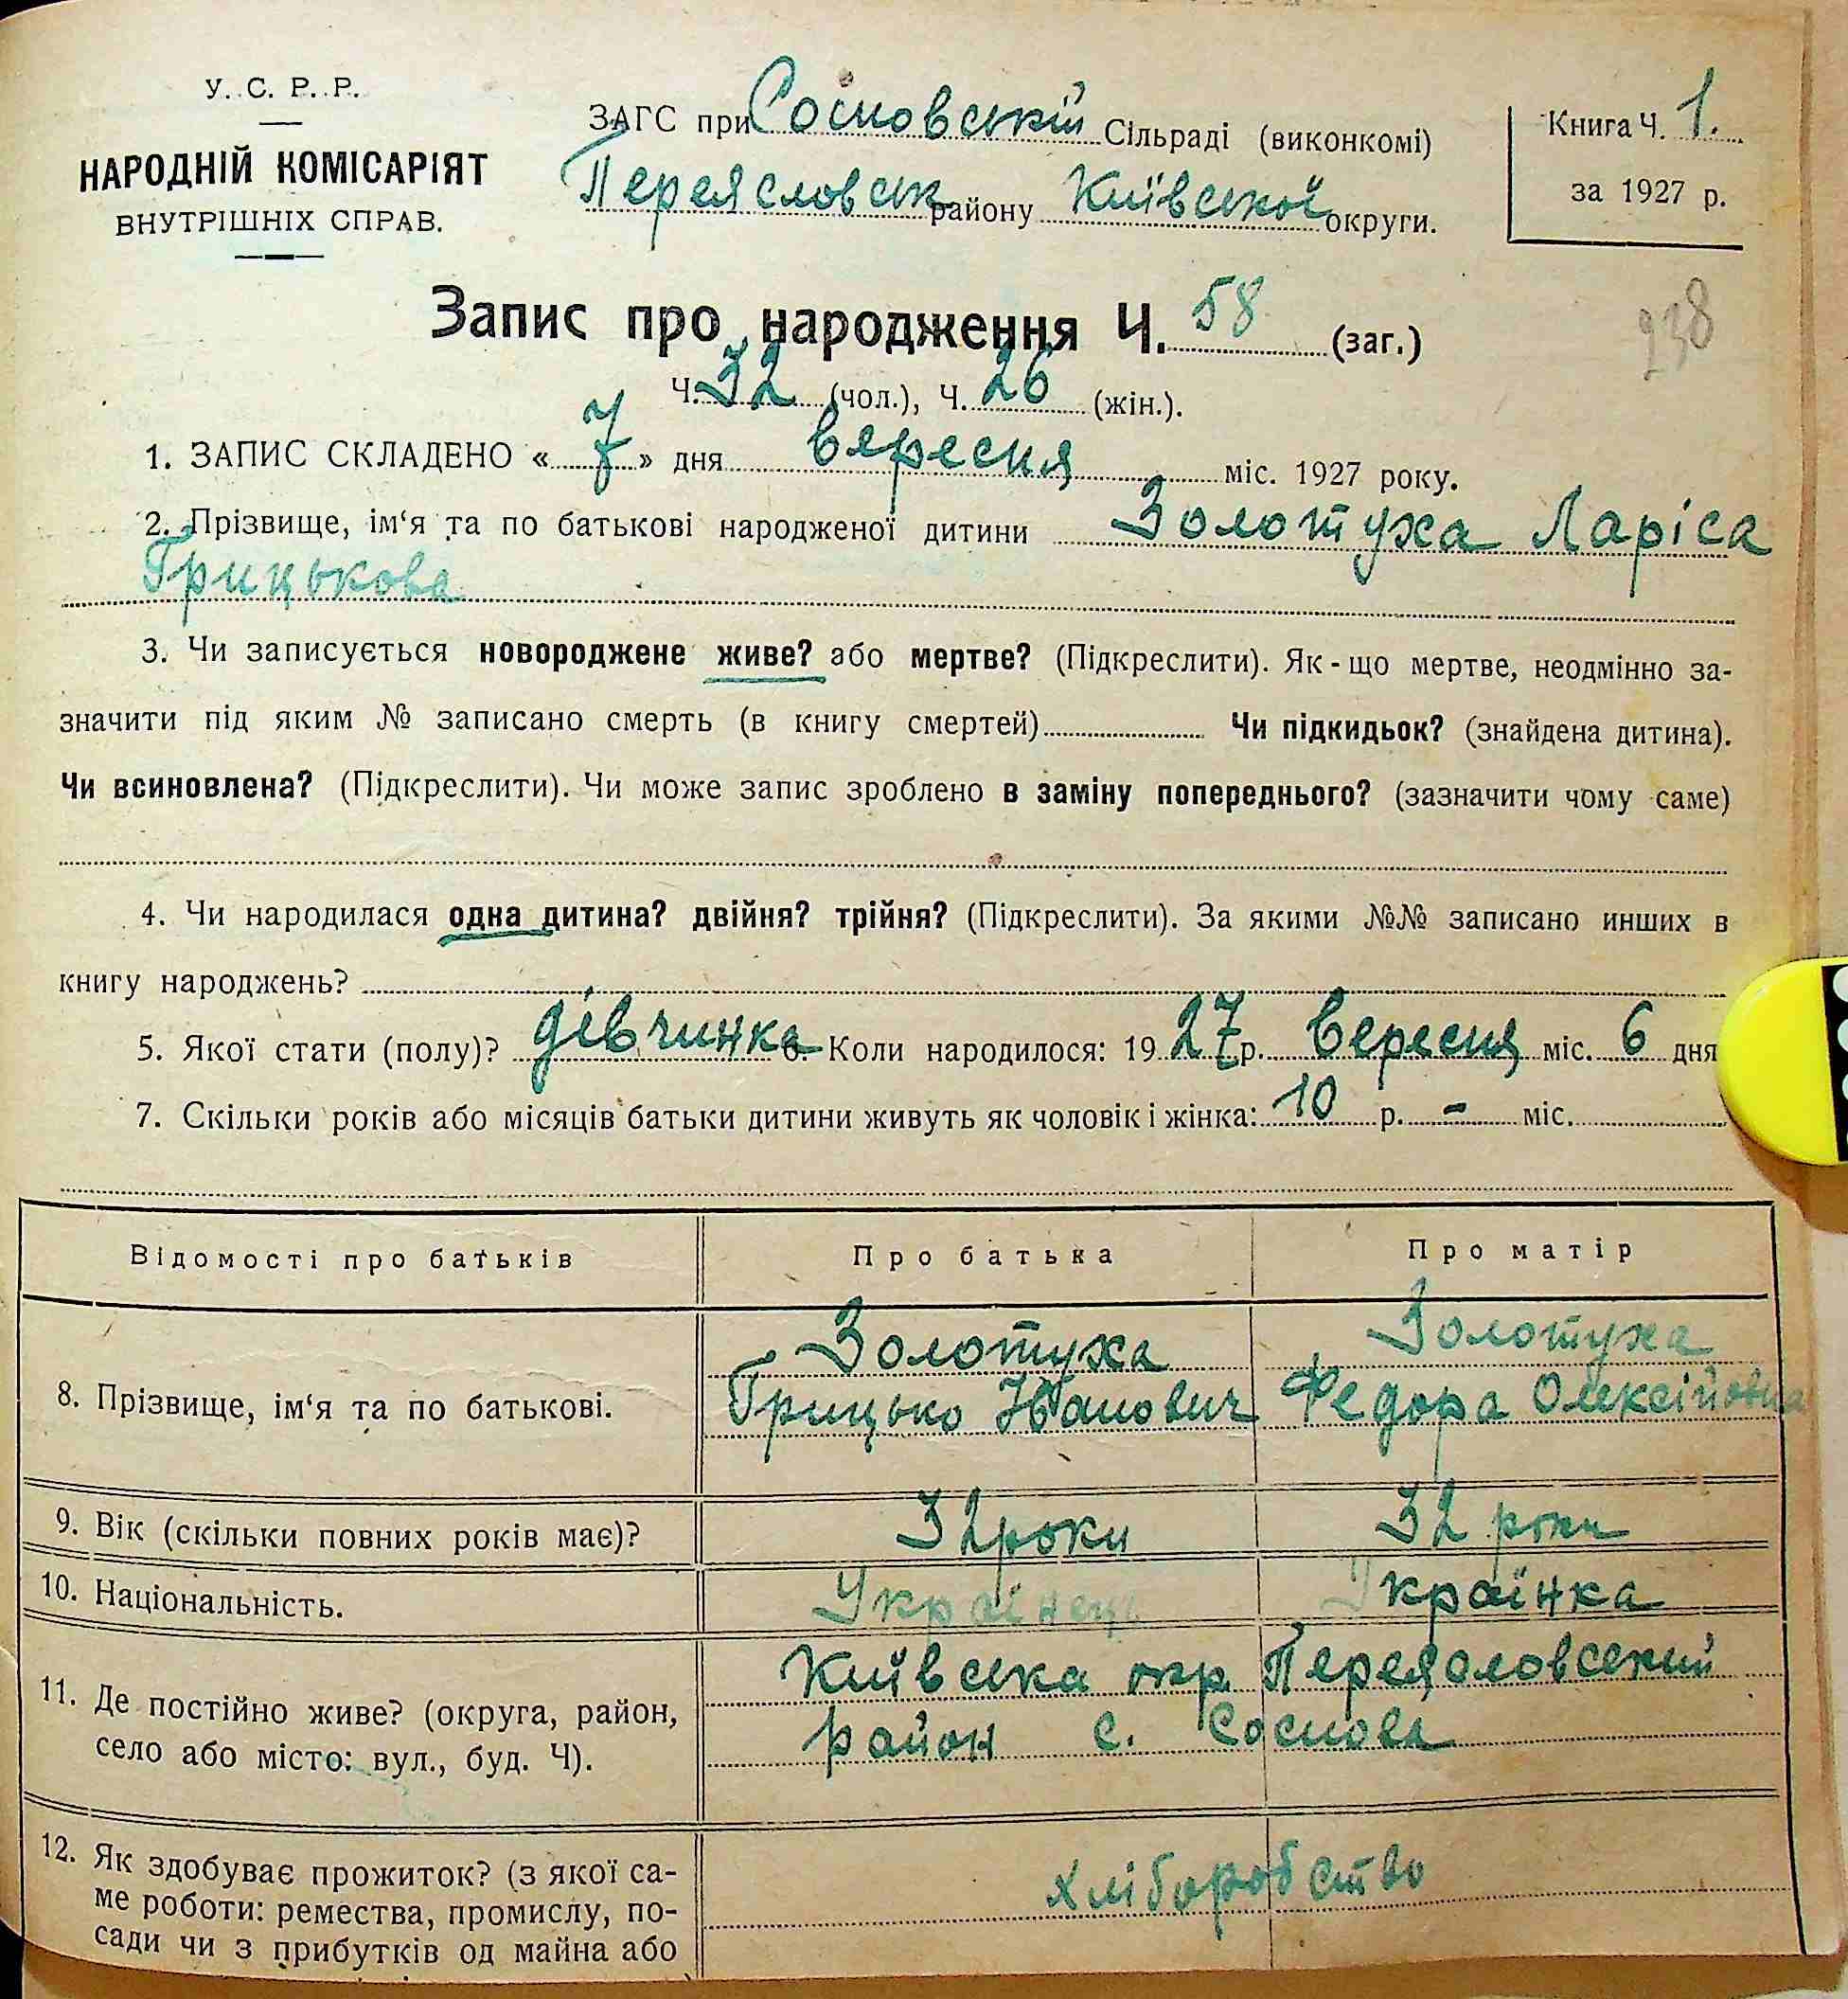 У. С. Р. Р.
НАРОДНІЙ КОМІСАРІЯТ
ВНУТРІШНІХ СПРАВ.
ЗАГС при Сосновській Сільраді (виконкомі)
Переясловськ району Київської округи.
Книга Ч. 1.
за 1927 р.
Запис про народження Ч. 58 (заг.)
238
Ч. 32 (чол.), Ч. 26 (жін.).
1. ЗАПИС СКЛАДЕНО « 7 » дня вересня міс. 1927 року.
2. Прізвище, ім‘я та по батькові народженої дитини Золотуха Ларіса
Грицькова
3. Чи записується новороджене живе? або мертве? (Підкреслити). Як-що мертве, неодмінно за-
значити під яким № записано смерть (в книгу смертей) Чи підкидьок? (знайдена дитина).
Чи всиновлена? (Підкреслити). Чи може запис зроблено в заміну попереднього? (зазначити чому саме)
4. Чи народилася одна дитина? двійня? трійня? (Підкреслити). За якими №№ записано инших в
книгу народжень?
5. Якої стати (полу)? дівчинка 6. Коли народилося: 1927 р. вересня міс. 6 дня
7. Скільки років або місяців батьки дитини живуть як чоловік і жінка: 10 р. - міс.
Відомості про батьків Про батька Про матір
8. Прізвище, ім‘я та по батькові.
Золотуха
Грицько Іванович
Золотуха
Федора Олексійовна
9. Вік (скільки повних років має)? 32 роки 32 роки
10. Національність. Українець Українка
11. Де постійно живе? (округа, район,
село або місто: вул., буд. Ч).
Київська окр Переясловський
район с. Соснова
12. Як здобуває прожиток? (з якої са-
ме роботи: ремества, промислу, по-
сади чи з прибутків од майна або
хліборобство